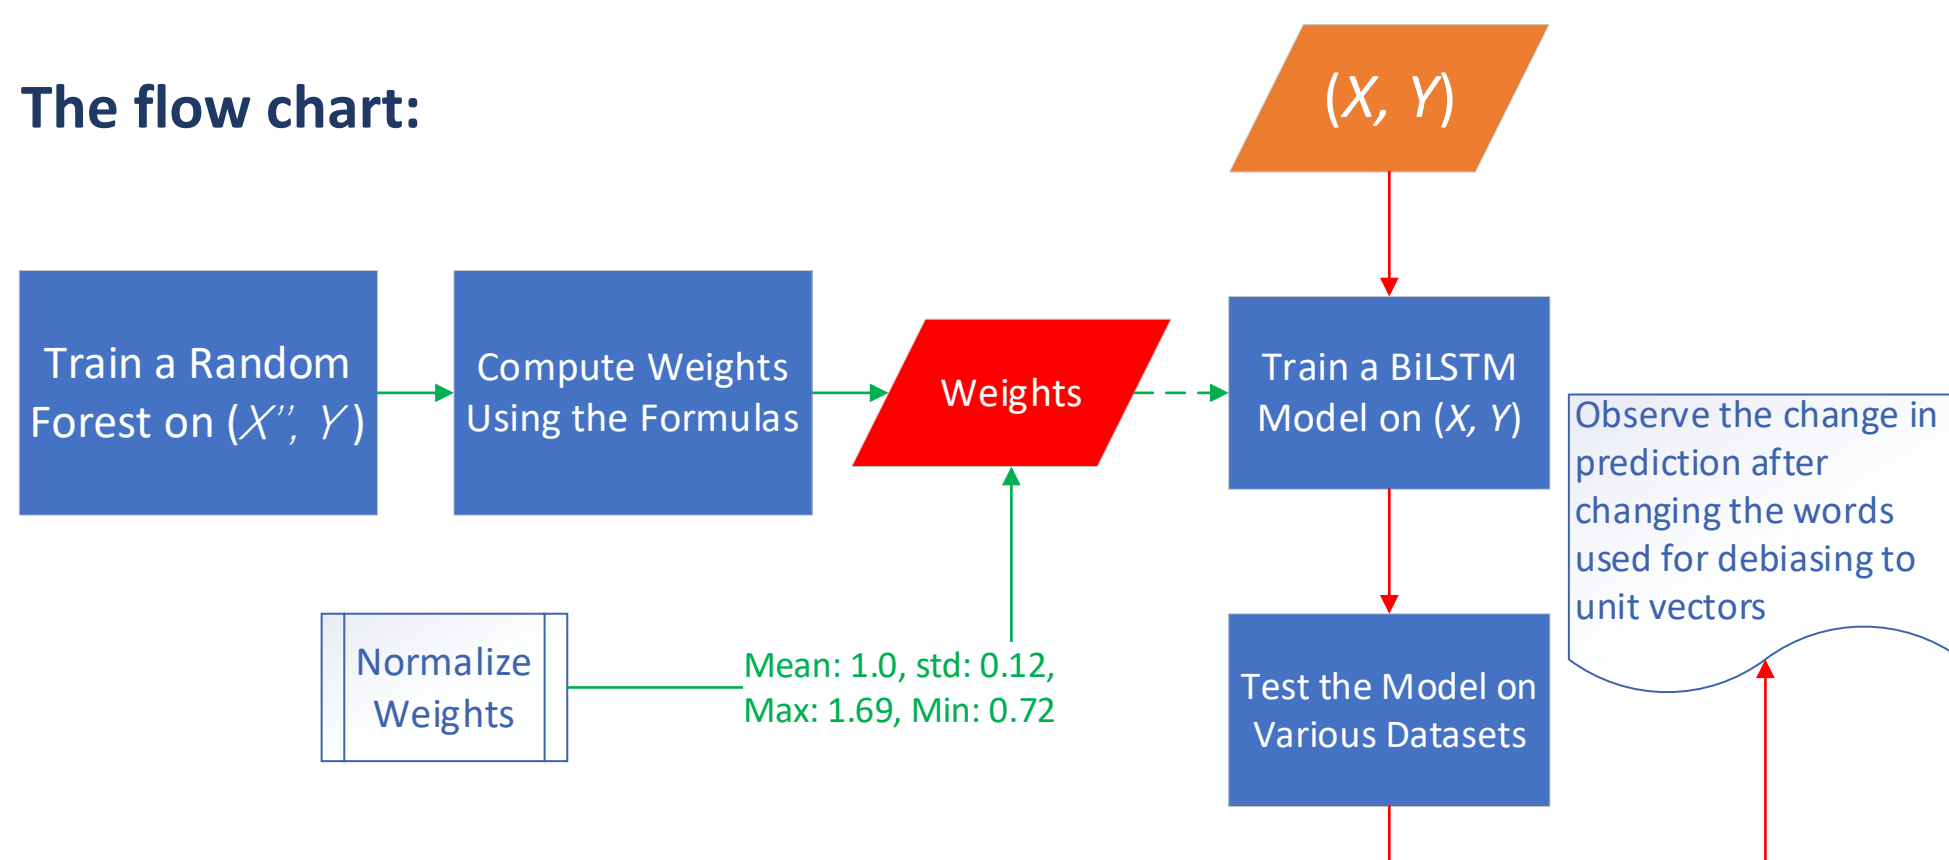 The flow chart:
(X, Y)
Train a Random
Forest on (X’’, Y)
Compute Weights
Using the Formulas
Weights
Train a BiLSTM
Model on (X, Y)
Observe the change in
prediction after
changing the words
used for debiasing to
unit vectors
Normalize
Weights
Mean: 1.0, std: 0.12,
Max: 1.69, Min: 0.72
Test the Model on
Various Datasets